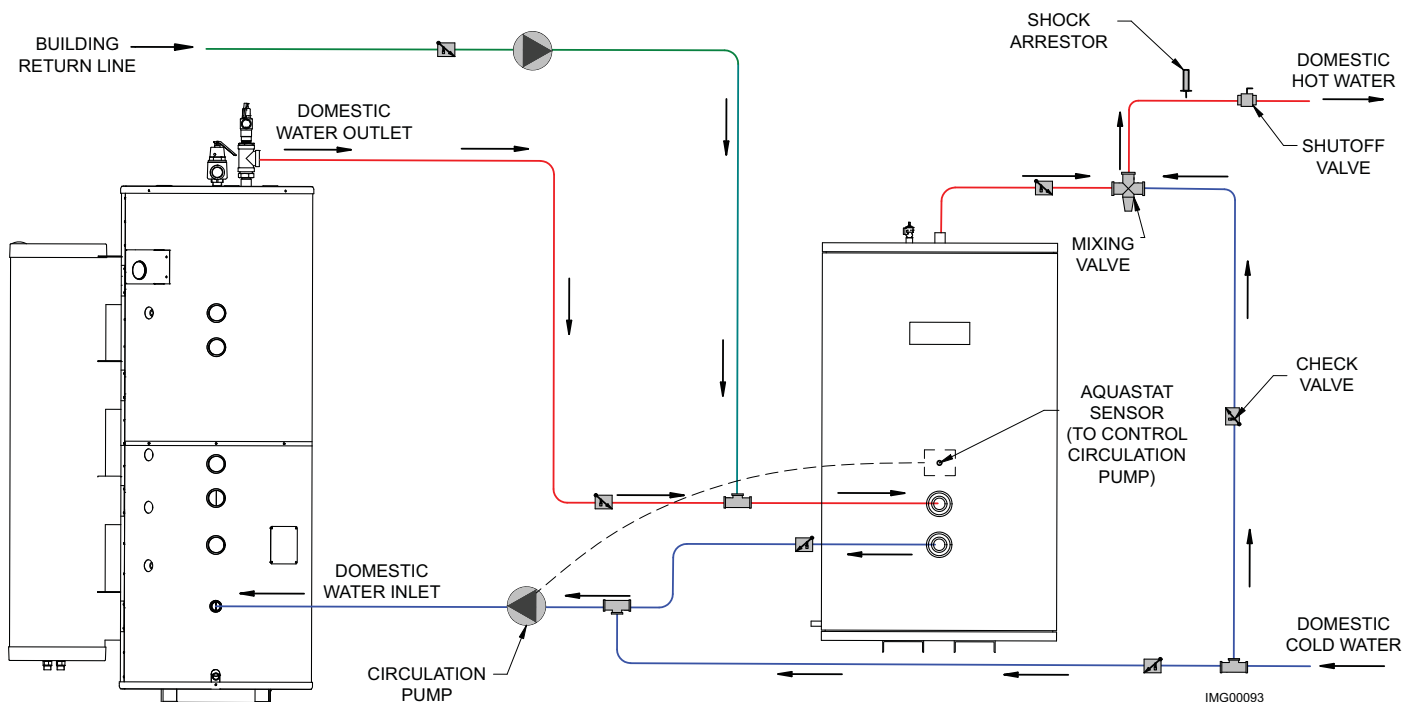 SHOCK
ARRESTOR
BUILDING
RETURN LINE
DOMESTIC
HOT WATER
DOMESTIC
WATER OUTLET
SHUTOFF
VALVE
MIXING
VALVE
CHECK
VALVE
AQUASTAT
SENSOR
(TO CONTROL
CIRCULATION
PUMP)
DOMESTIC
WATER INLET
DOMESTIC
COLD WATER
CIRCULATION
PUMP
IMG00093